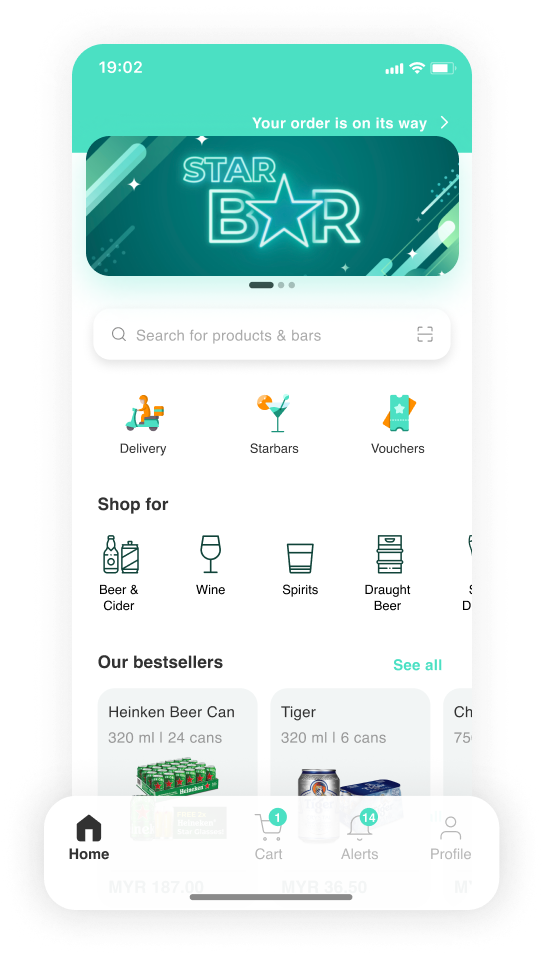 19:02
Your order is on its way
STAR
BAR
Search for products & bars
Delivery
Starbars
Vouchers
Shop for
Beer &
Cider
Wine
Spirits
Draught
Beer
S
D
Our bestsellers
See all
Heinken Beer Can
320 ml | 24 cans
Tiger
320 ml | 6 cans
Ch
750
Heineken
1
14
Home
Cart
Alerts
Profile
MYR 187.00
MYR 36.50